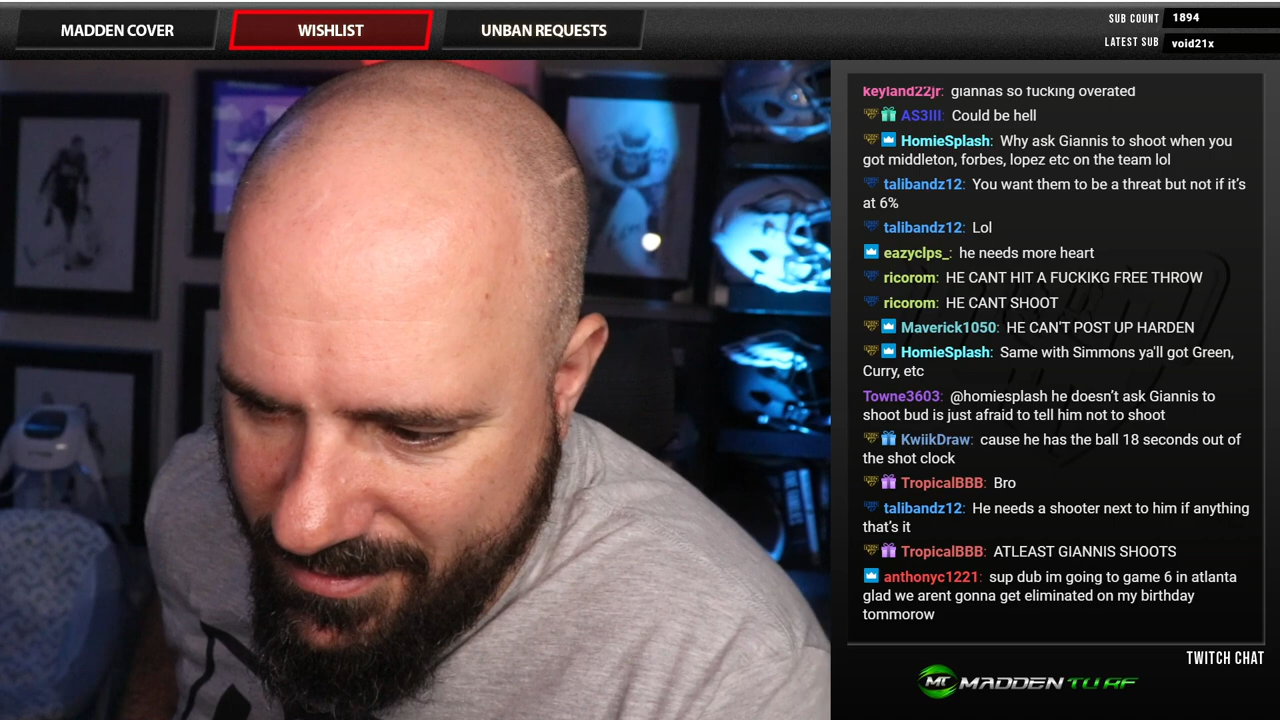 MADDEN COVER
WISHLIST
UNBAN REQUESTS
SUB COUNT 1894
LATEST SUB void21x
keyland22jr: giannas so fucking overated
AS3III: Could be hell
HomieSplash: Why ask Giannis to shoot when you
got middleton, forbes, lopez etc on the team lol
talibandz12: You want them to be a threat but not if it's
at 6%
talibandz12: Lol
eazyclps_: he needs more heart
ricorom: HE CANT HIT A FUCKIKG FREE THROW
ricorom: HE CANT SHOOT
Maverick1050: HE CAN'T POST UP HARDEN
HomieSplash: Same with Simmons ya'll got Green,
Curry, etc
Towne3603: @homiesplash he doesn't ask Giannis to
shoot bud is just afraid to tell him not to shoot
KwiikDraw: cause he has the ball 18 seconds out of
the shot clock
TropicalBBB: Bro
talibandz12: He needs a shooter next to him if anything
that's it
TropicalBBB: ATLEAST GIANNIS SHOOTS
anthonyc1221: sup dub im going to game 6 in atlanta
glad we arent gonna get eliminated on my birthday
tommorow
TWITCH CHAT
MT MADDEN TURF